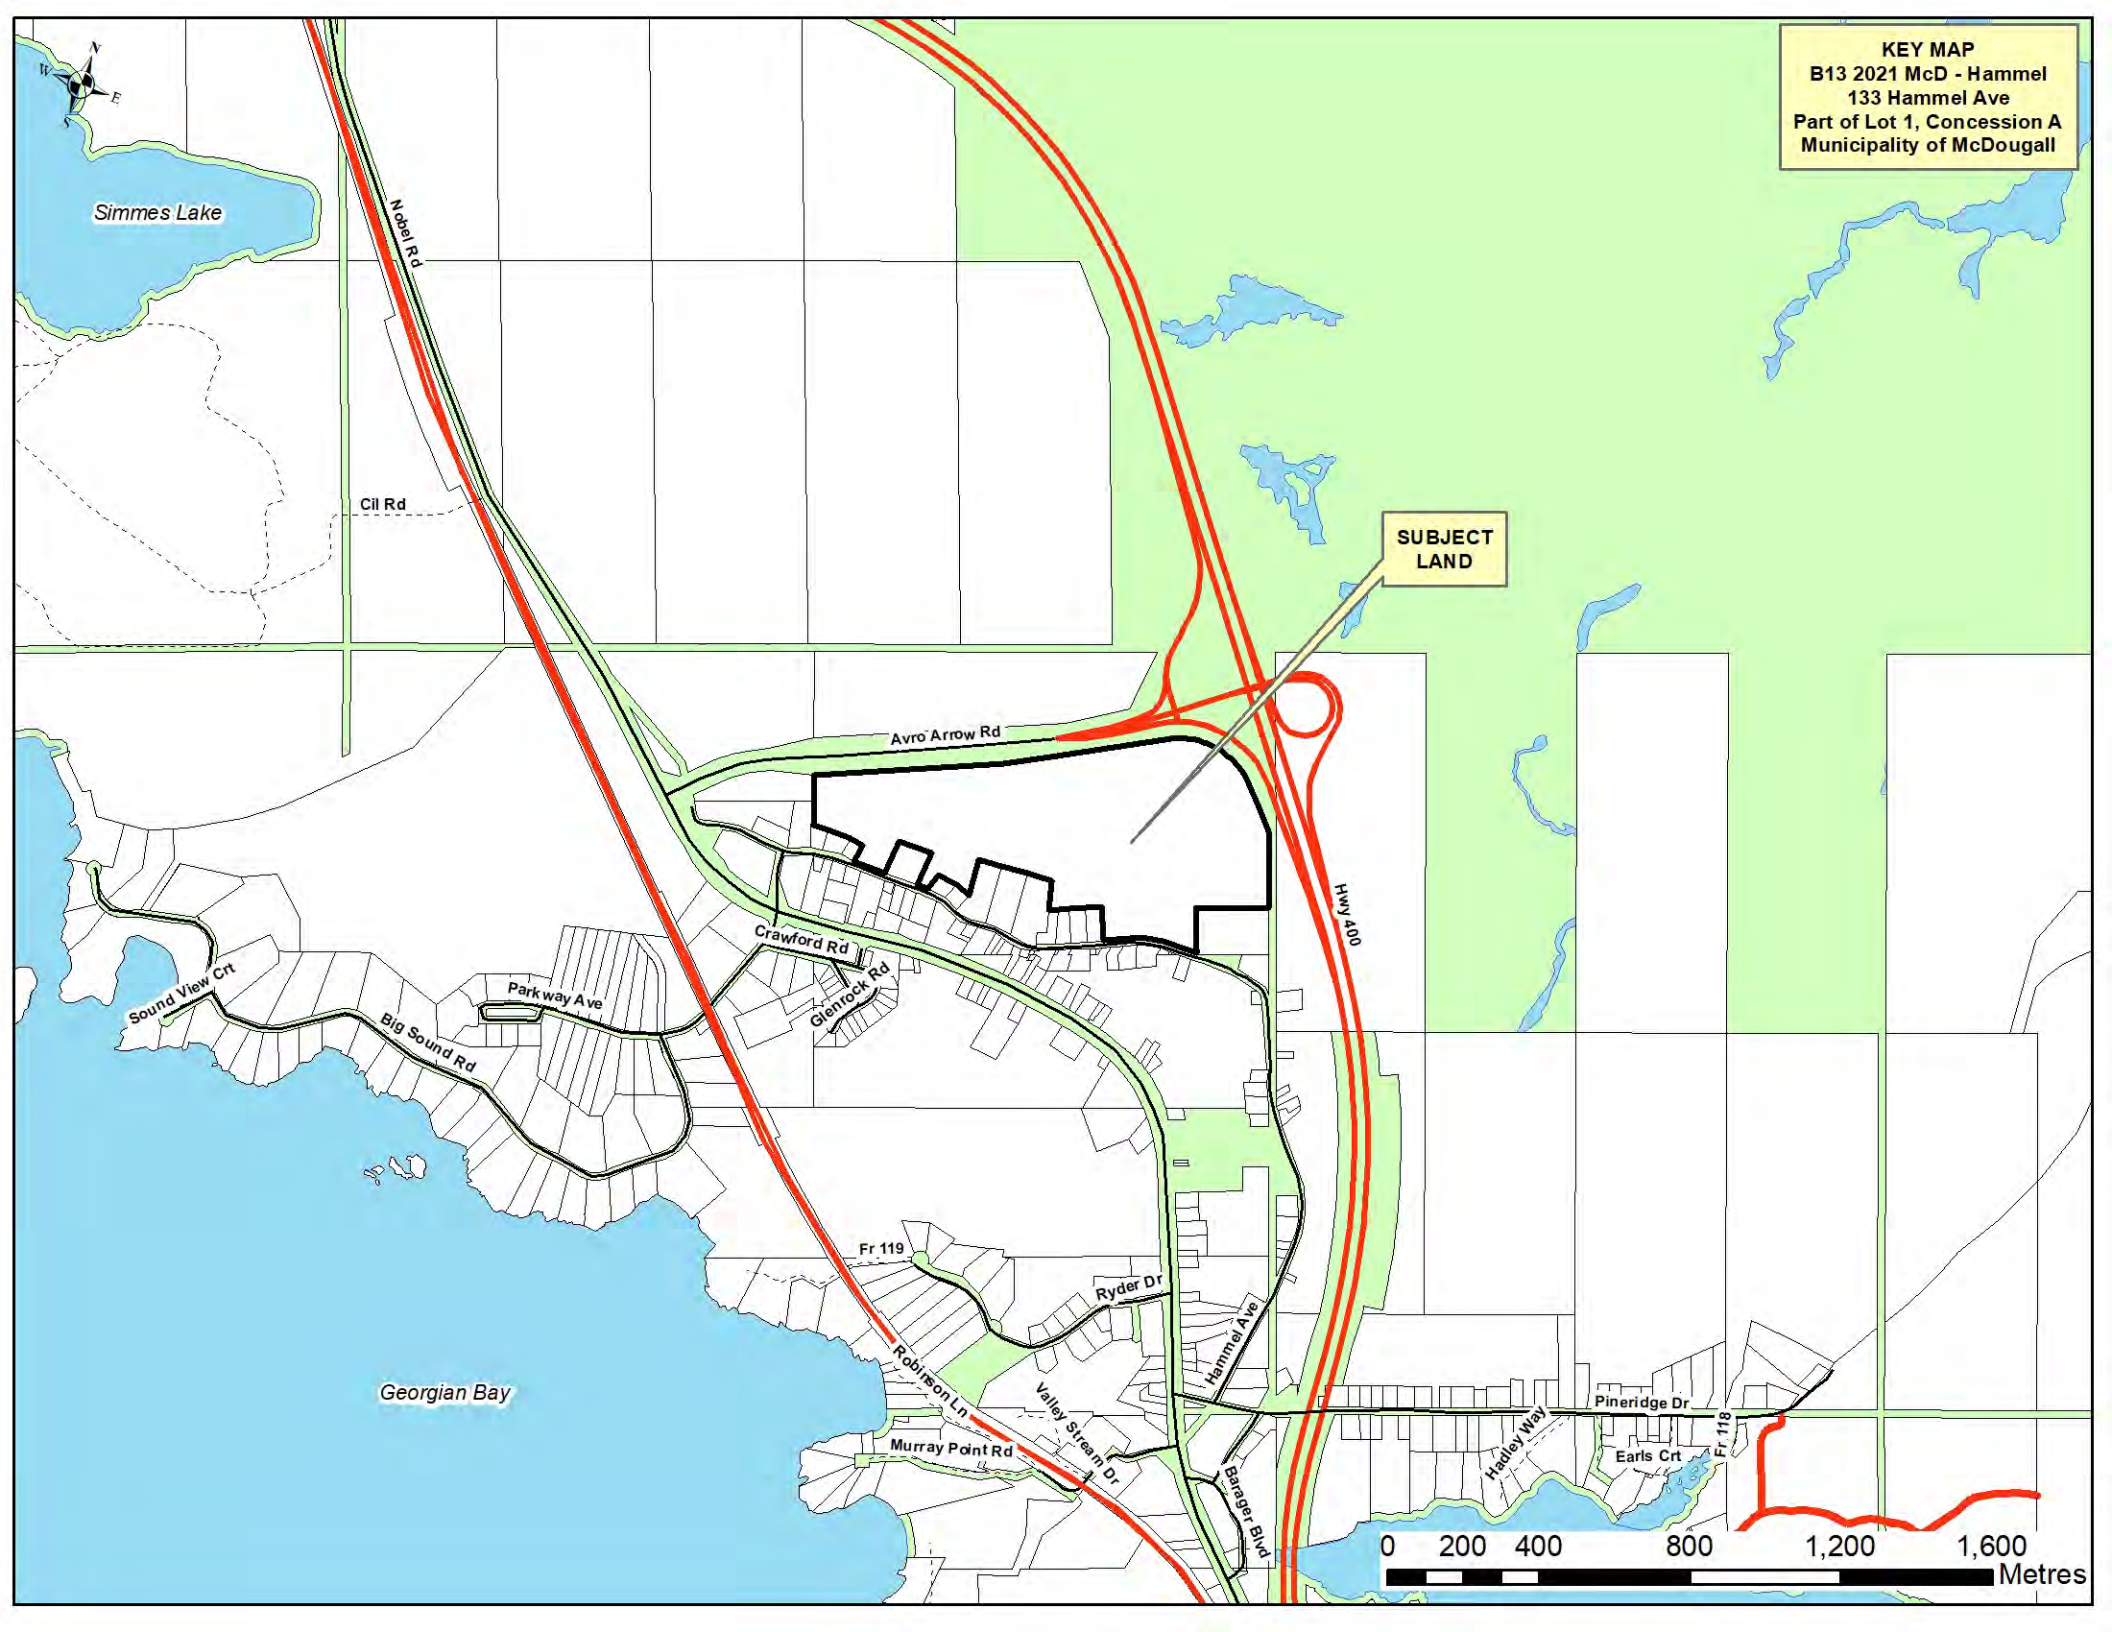 KEY MAP
B13 2021 McD - Hammel
133 Hammel Ave
Part of Lot 1, Concession A
Municipality of McDougall
N
W
E
S
Simmes Lake
Nobel Rd
Cil Rd
SUBJECT
LAND
Avro Arrow Rd
Hwy 400
Crawford Rd
Glenrock Rd
Sound View Crt
Parkway Ave
Big Sound Rd
Fr 119
Ryder Dr
Hammel Ave
Robinson Ln
Valley Stream Dr
Georgian Bay
Murray Point Rd
Barager Blvd
Pineridge Dr
Hadley Way
Earls Crt
Fr 118
0 200 400 800 1,200 1,600
Metres